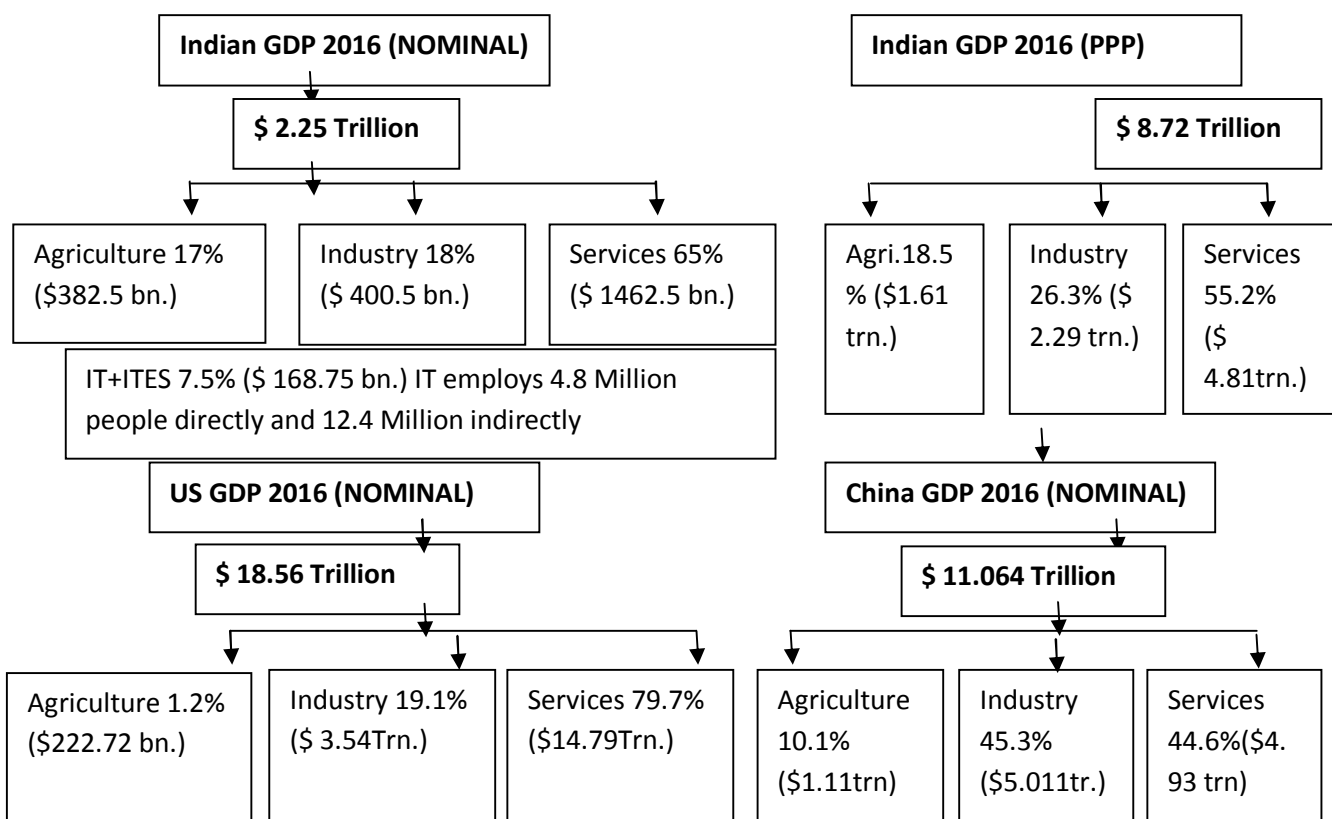 Indian GDP 2016 (NOMINAL)
$ 2.25 Trillion
Agriculture 17%
($382.5 bn.)
Industry 18%
($ 400.5 bn.)
Services 65%
($ 1462.5 bn.)
IT+ITES 7.5% ($ 168.75 bn.) IT employs 4.8 Million
people directly and 12.4 Million indirectly
Indian GDP 2016 (PPP)
$ 8.72 Trillion
Agri.18.5
% ($1.61
trn.)
Industry
26.3% ($
2.29 trn.)
Services
55.2%
($
4.81trn.)
US GDP 2016 (NOMINAL)
$ 18.56 Trillion
Agriculture 1.2%
($222.72 bn.)
Industry 19.1%
($ 3.54Trn.)
Services 79.7%
($14.79Trn.)
China GDP 2016 (NOMINAL)
$ 11.064 Trillion
Agriculture
10.1%
($1.11trn)
Industry
45.3%
($5.011tr.)
Services
44.6%($4.
93 trn)